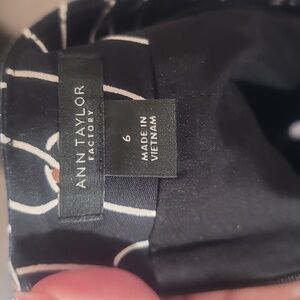 ANN TAYLOR
FACTORY
6
MADE IN
VIETNAM